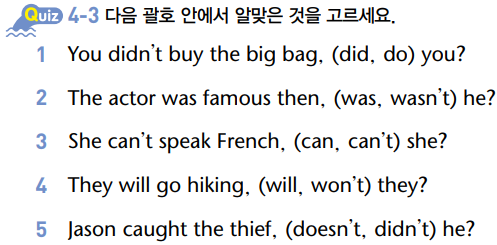 Quiz 4-3 다음 괄호 안에서 알맞은 것을 고르세요.
1 You didn't buy the big bag, (did, do) you?
2 The actor was famous then, (was, wasn't) he?
3 She can't speak French, (can, can't) she?
4 They will go hiking, (will, won't) they?
5 Jason caught the thief, (doesn't, didn't) he?